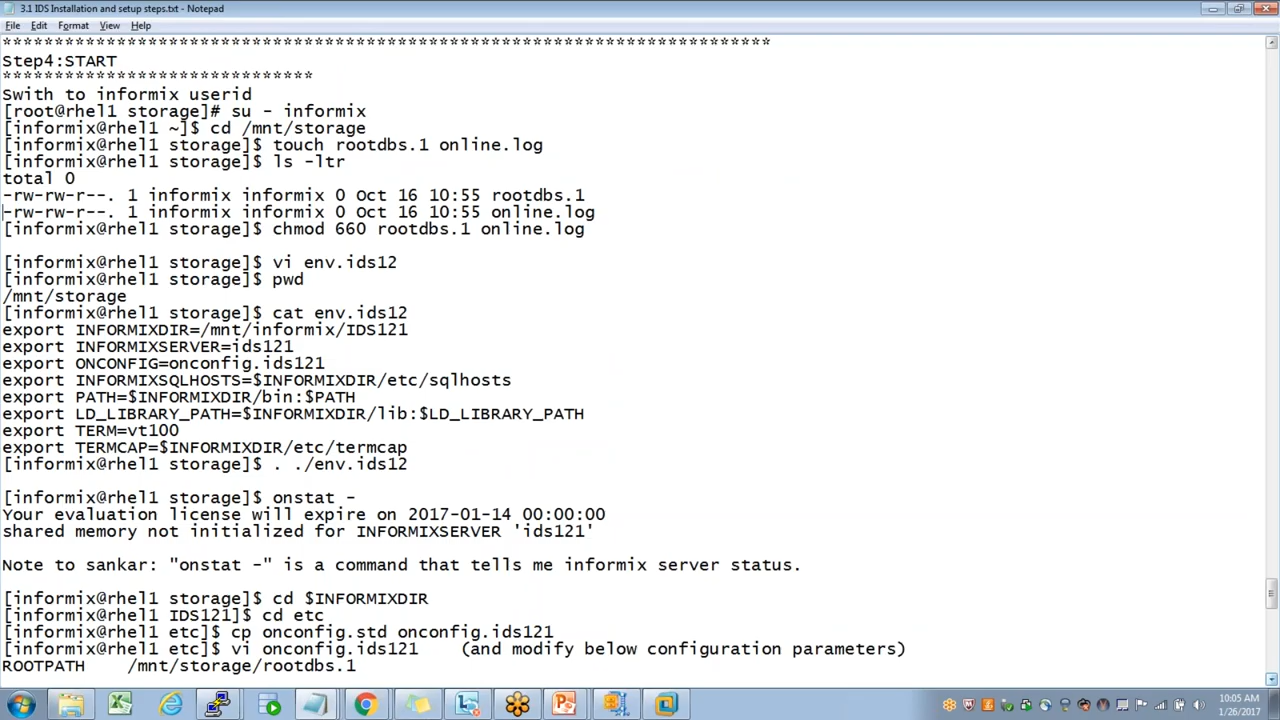 3.1 IDS Installation and setup steps.txt - Notepad
File Edit Format View Help
**************************************************************************
Step4:START
******************************
Swith to informix userid
[root@rhel1 storage]# su - informix
[informix@rhel1 ~]$ cd /mnt/storage
[informix@rhel1 storage]$ touch rootdbs.1 online.log
[informix@rhel1 storage]$ ls -ltr
total 0
-rw-rw-r--. 1 informix informix 0 Oct 16 10:55 rootdbs.1
-rw-rw-r--. 1 informix informix 0 Oct 16 10:55 online.log
[informix@rhel1 storage]$ chmod 660 rootdbs.1 online.log
[informix@rhel1 storage]$ vi env.ids12
[informix@rhel1 storage]$ pwd
/mnt/storage
[informix@rhel1 storage]$ cat env.ids12
export INFORMIXDIR=/mnt/informix/IDS121
export INFORMIXSERVER=ids121
export ONCONFIG=onconfig.ids121
export INFORMIXSQLHOSTS=$INFORMIXDIR/etc/sqlhosts
export PATH=$INFORMIXDIR/bin:$PATH
export LD_LIBRARY_PATH=$INFORMIXDIR/lib:$LD_LIBRARY_PATH
export TERM=vt100
export TERMCAP=$INFORMIXDIR/etc/termcap
[informix@rhel1 storage]$ . ./env.ids12
[informix@rhel1 storage]$ onstat -
Your evaluation license will expire on 2017-01-14 00:00:00
shared memory not initialized for INFORMIXSERVER 'ids121'
Note to sankar: "onstat -" is a command that tells me informix server status.
[informix@rhel1 storage]$ cd $INFORMIXDIR
[informix@rhel1 IDS121]$ cd etc
[informix@rhel1 etc]$ cp onconfig.std onconfig.ids121
[informix@rhel1 etc]$ vi onconfig.ids121    (and modify below configuration parameters)
ROOTPATH    /mnt/storage/rootdbs.1
10:05 AM
1/26/2017